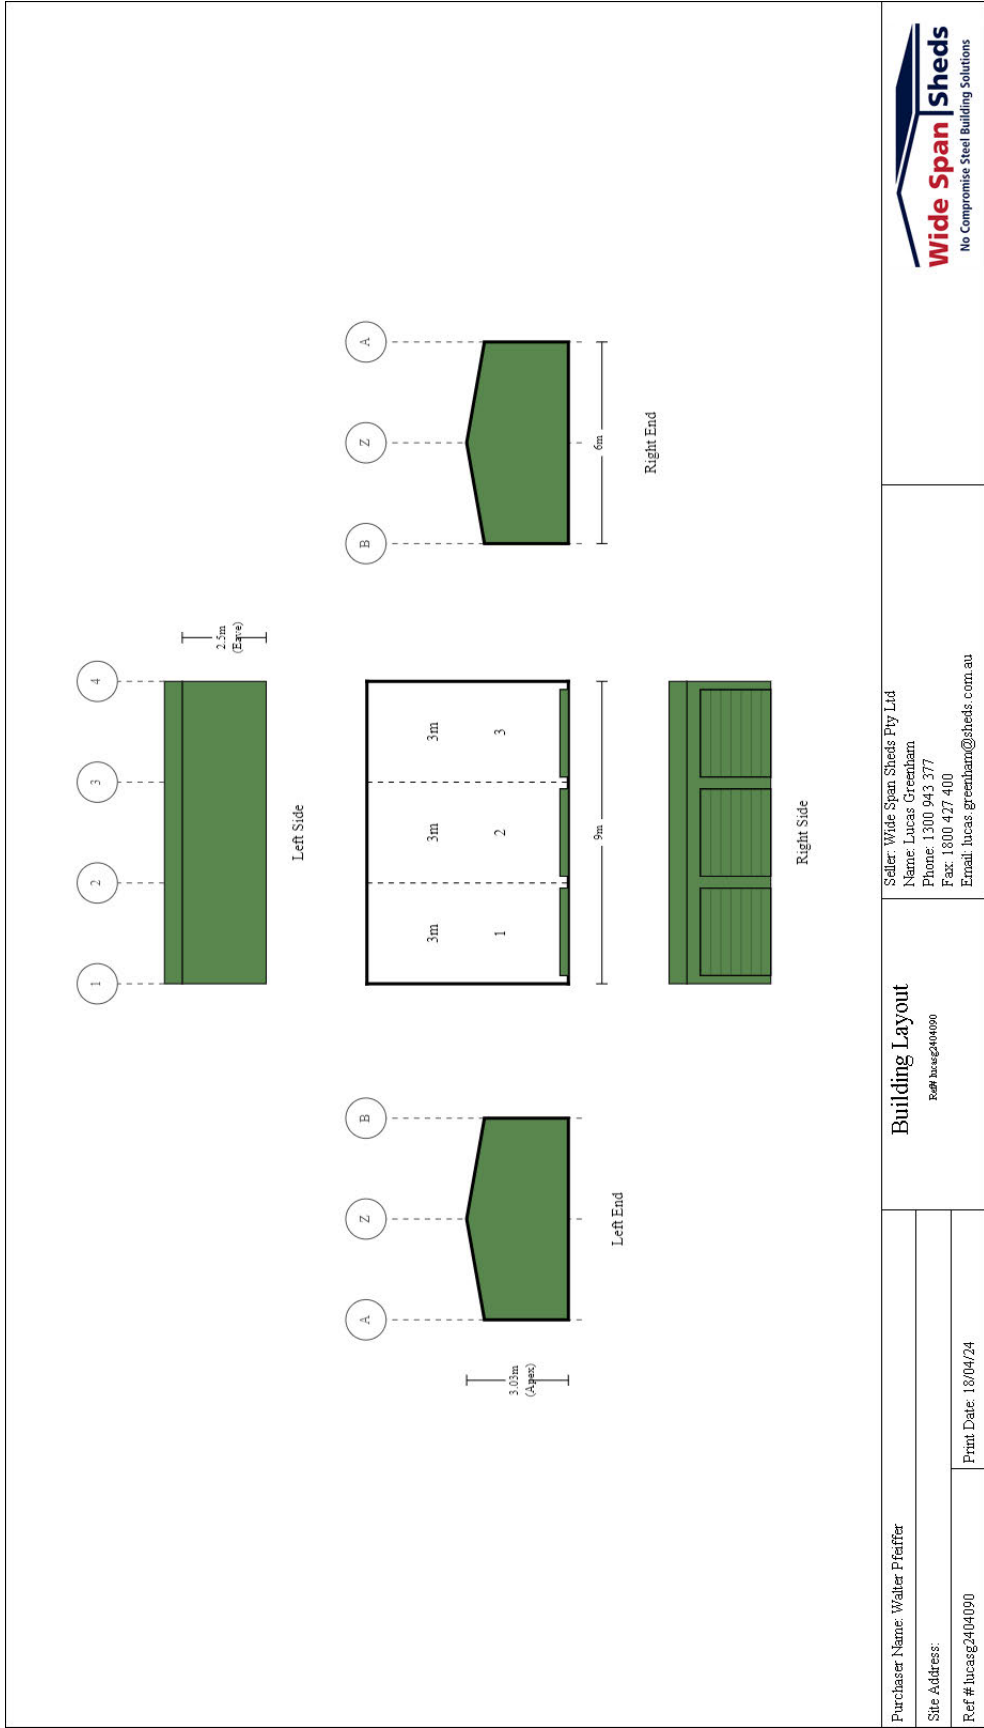 1
2
3
4
2.5m
(Eave)
Left Side
A
Z
B
3.03m
(Apex)
Left End
3m
3m
3m
1
2
3
9m
B
Z
A
6m
Right End
Right Side
Purchaser Name: Walter Pfeiffer
Site Address:
Ref # lucasg2404090
Print Date: 18/04/24
Building Layout
Ref# lucasg2404090
Seller: Wide Span Sheds Pty Ltd
Name: Lucas Greenham
Phone: 1300 943 377
Fax: 1800 427 400
Email: lucas.greenham@sheds.com.au
Wide Span Sheds
No Compromise Steel Building Solutions